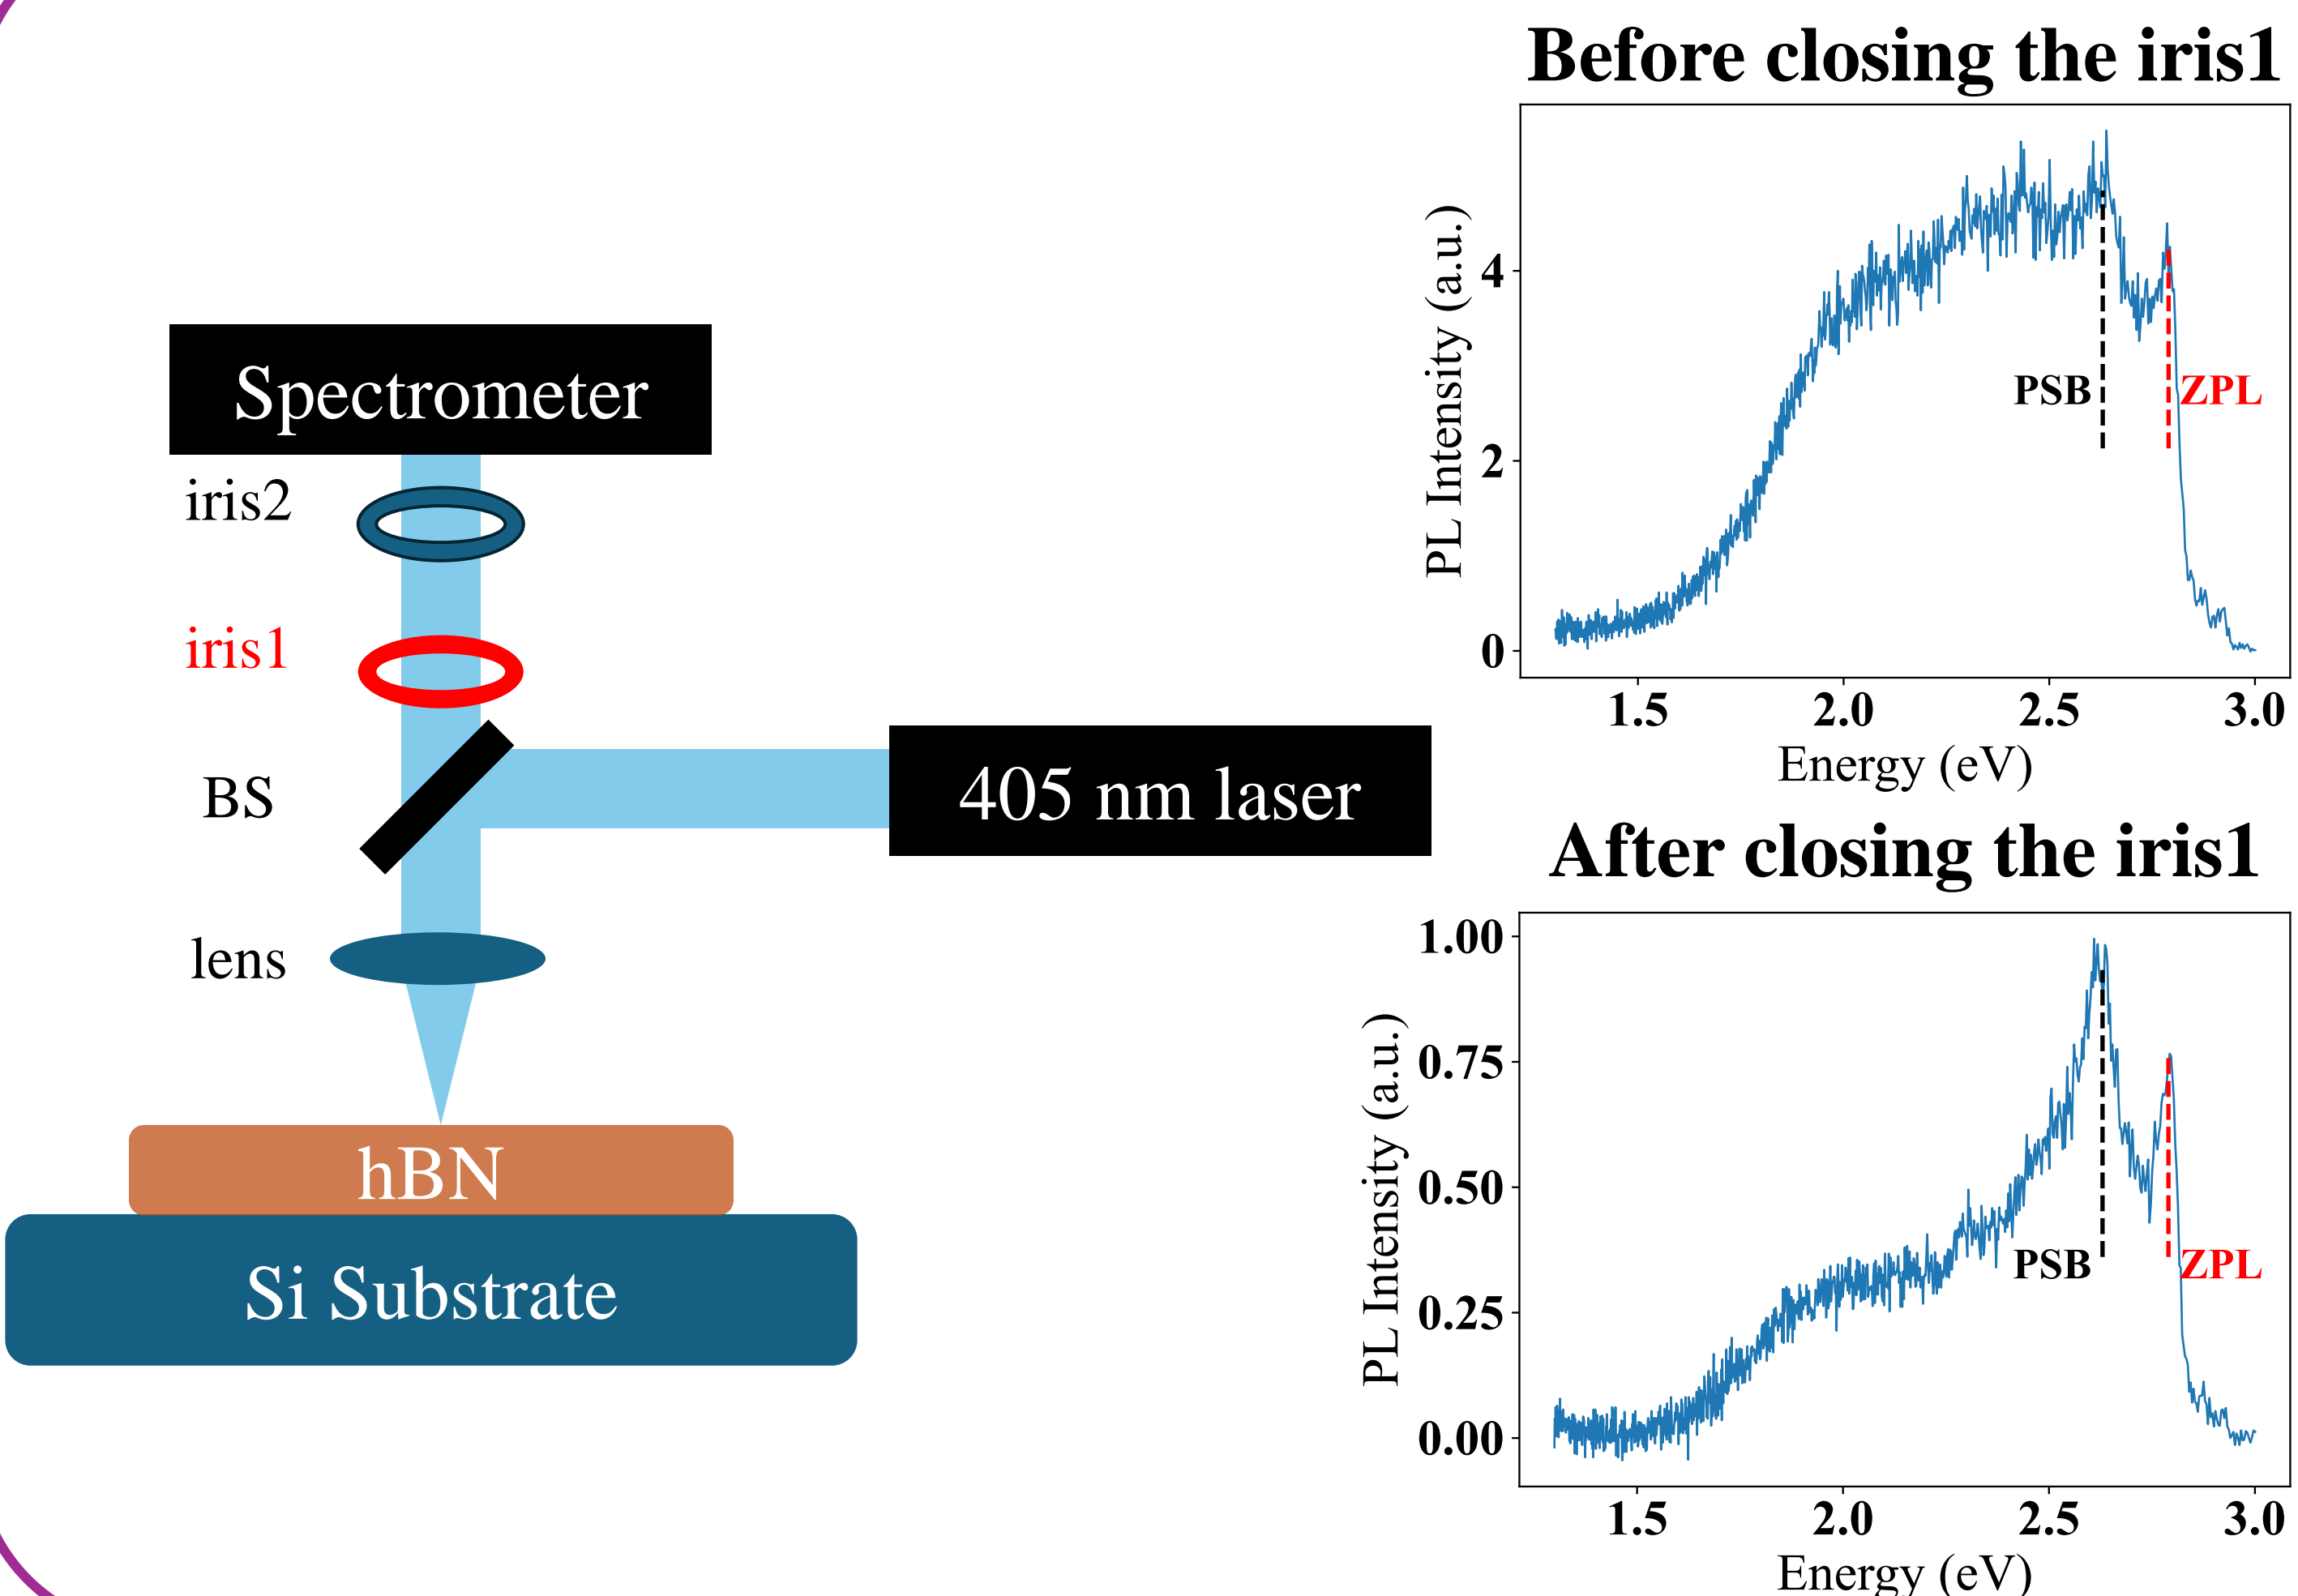 Spectrometer
iris2
iris1
BS
405 nm laser
lens
hBN
Si Substrate
Before closing the iris1
PL Intensity (a.u.)
4
2
0
PSB
ZPL
1.5 2.0 2.5 3.0
Energy (eV)
After closing the iris1
PL Intensity (a.u.)
1.00
0.75
0.50
0.25
0.00
PSB
ZPL
1.5 2.0 2.5 3.0
Energy (eV)